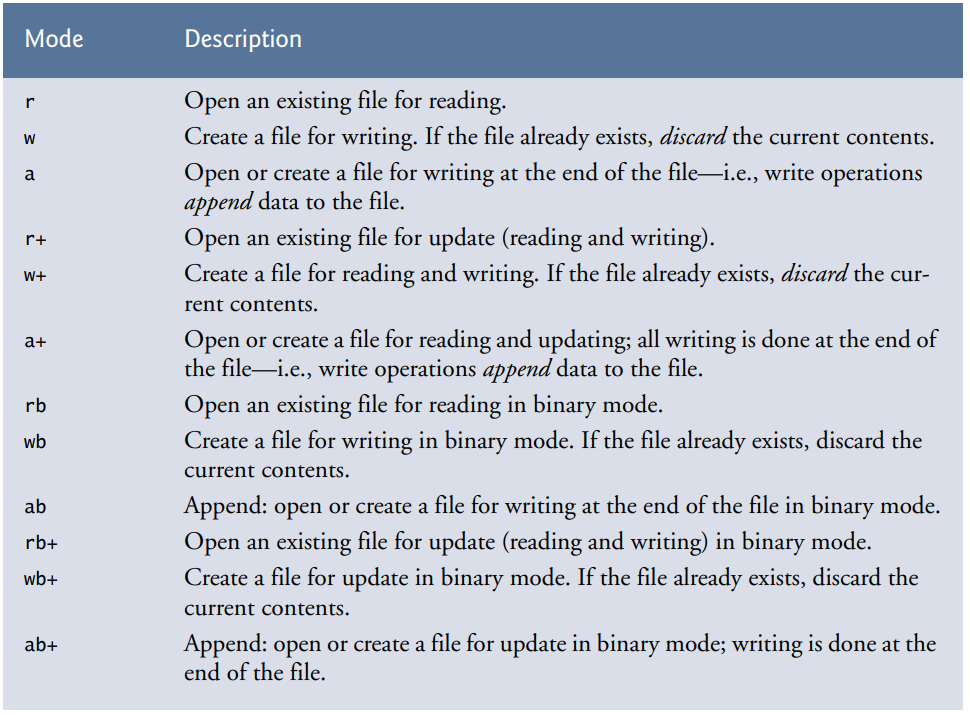 Mode Description
r Open an existing file for reading.
w Create a file for writing. If the file already exists, discard the current contents.
a Open or create a file for writing at the end of the file—i.e., write operations
append data to the file.
r+ Open an existing file for update (reading and writing).
w+ Create a file for reading and writing. If the file already exists, discard the cur-
rent contents.
a+ Open or create a file for reading and updating; all writing is done at the end of
the file—i.e., write operations append data to the file.
rb Open an existing file for reading in binary mode.
wb Create a file for writing in binary mode. If the file already exists, discard the
current contents.
ab Append: open or create a file for writing at the end of the file in binary mode.
rb+ Open an existing file for update (reading and writing) in binary mode.
wb+ Create a file for update in binary mode. If the file already exists, discard the
current contents.
ab+ Append: open or create a file for update in binary mode; writing is done at the
end of the file.